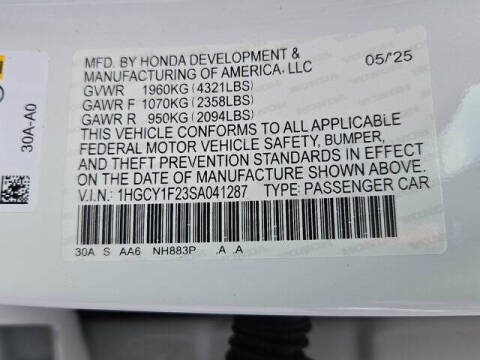 MFD. BY HONDA DEVELOPMENT & 05/'25
MANUFACTURING OF AMERICA, LLC
GVWR 1960KG(4321LBS)
GAWR F 1070KG(2358LBS)
GAWR R 950KG(2094LBS)
THIS VEHICLE CONFORMS TO ALL APPLICABLE
FEDERAL MOTOR VEHICLE SAFETY, BUMPER,
AND THEFT PREVENTION STANDARDS IN EFFECT
ON THE DATE OF MANUFACTURE SHOWN ABOVE.
V.I.N.: 1HGCY1F23SA041287 TYPE: PASSENGER CAR
30A S AA6 NH883P .A .A
30A-A0